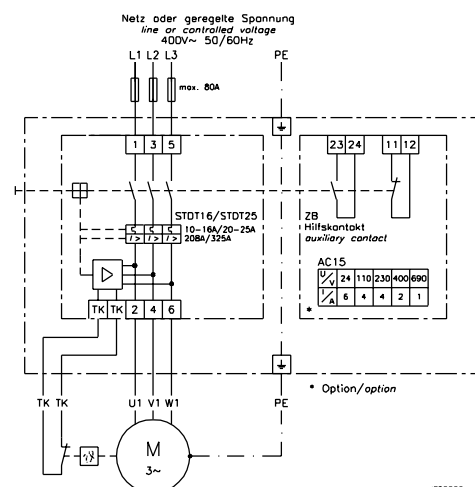 Netz oder geregelte Spannung
line or controlled voltage
400V~ 50/60Hz
L1 L2 L3 PE
max. 80A
1 3 5
23 24 11 12
STDT16/STDT25
10-16A/20-25A
208A/325A
I> I> I>
ZB
Hilfskontakt
auxiliary contact
AC15
U/V 24 110 230 400 690
I/A 6 4 4 2 1
*
TK TK 2 4 6
* Option/option
TK TK U1 V1 W1 PE
M
3~